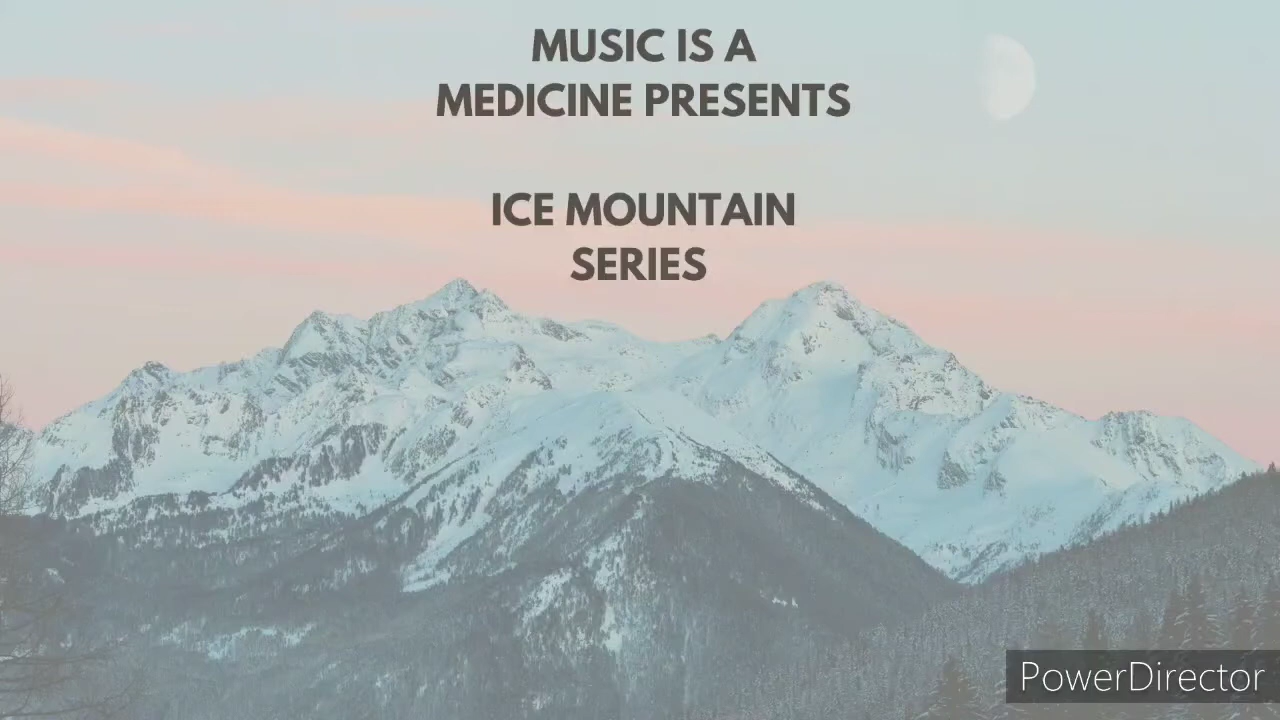 MUSIC IS A
MEDICINE PRESENTS
ICE MOUNTAIN
SERIES
PowerDirector